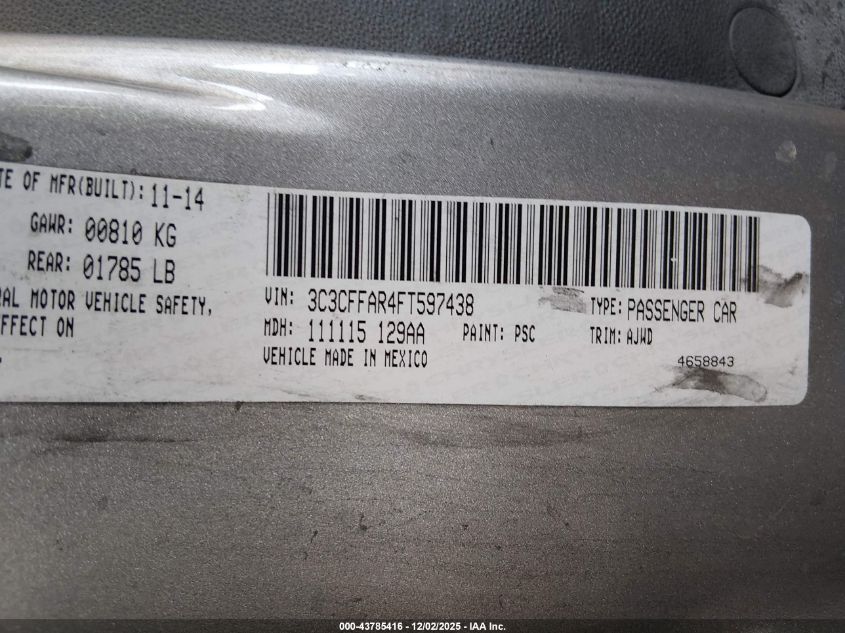 TE OF MFR(BUILT): 11-14
GAWR: 00810 KG
REAR: 01785 LB
RAL MOTOR VEHICLE SAFETY,
EFFECT ON
VIN: 3C3CFFAR4FT597438 TYPE: PASSENGER CAR
MDH: 111115 129AA PAINT: PSC TRIM: AJWD
VEHICLE MADE IN MEXICO
4658843
000-43785416 - 12/02/2025 - IAA Inc.